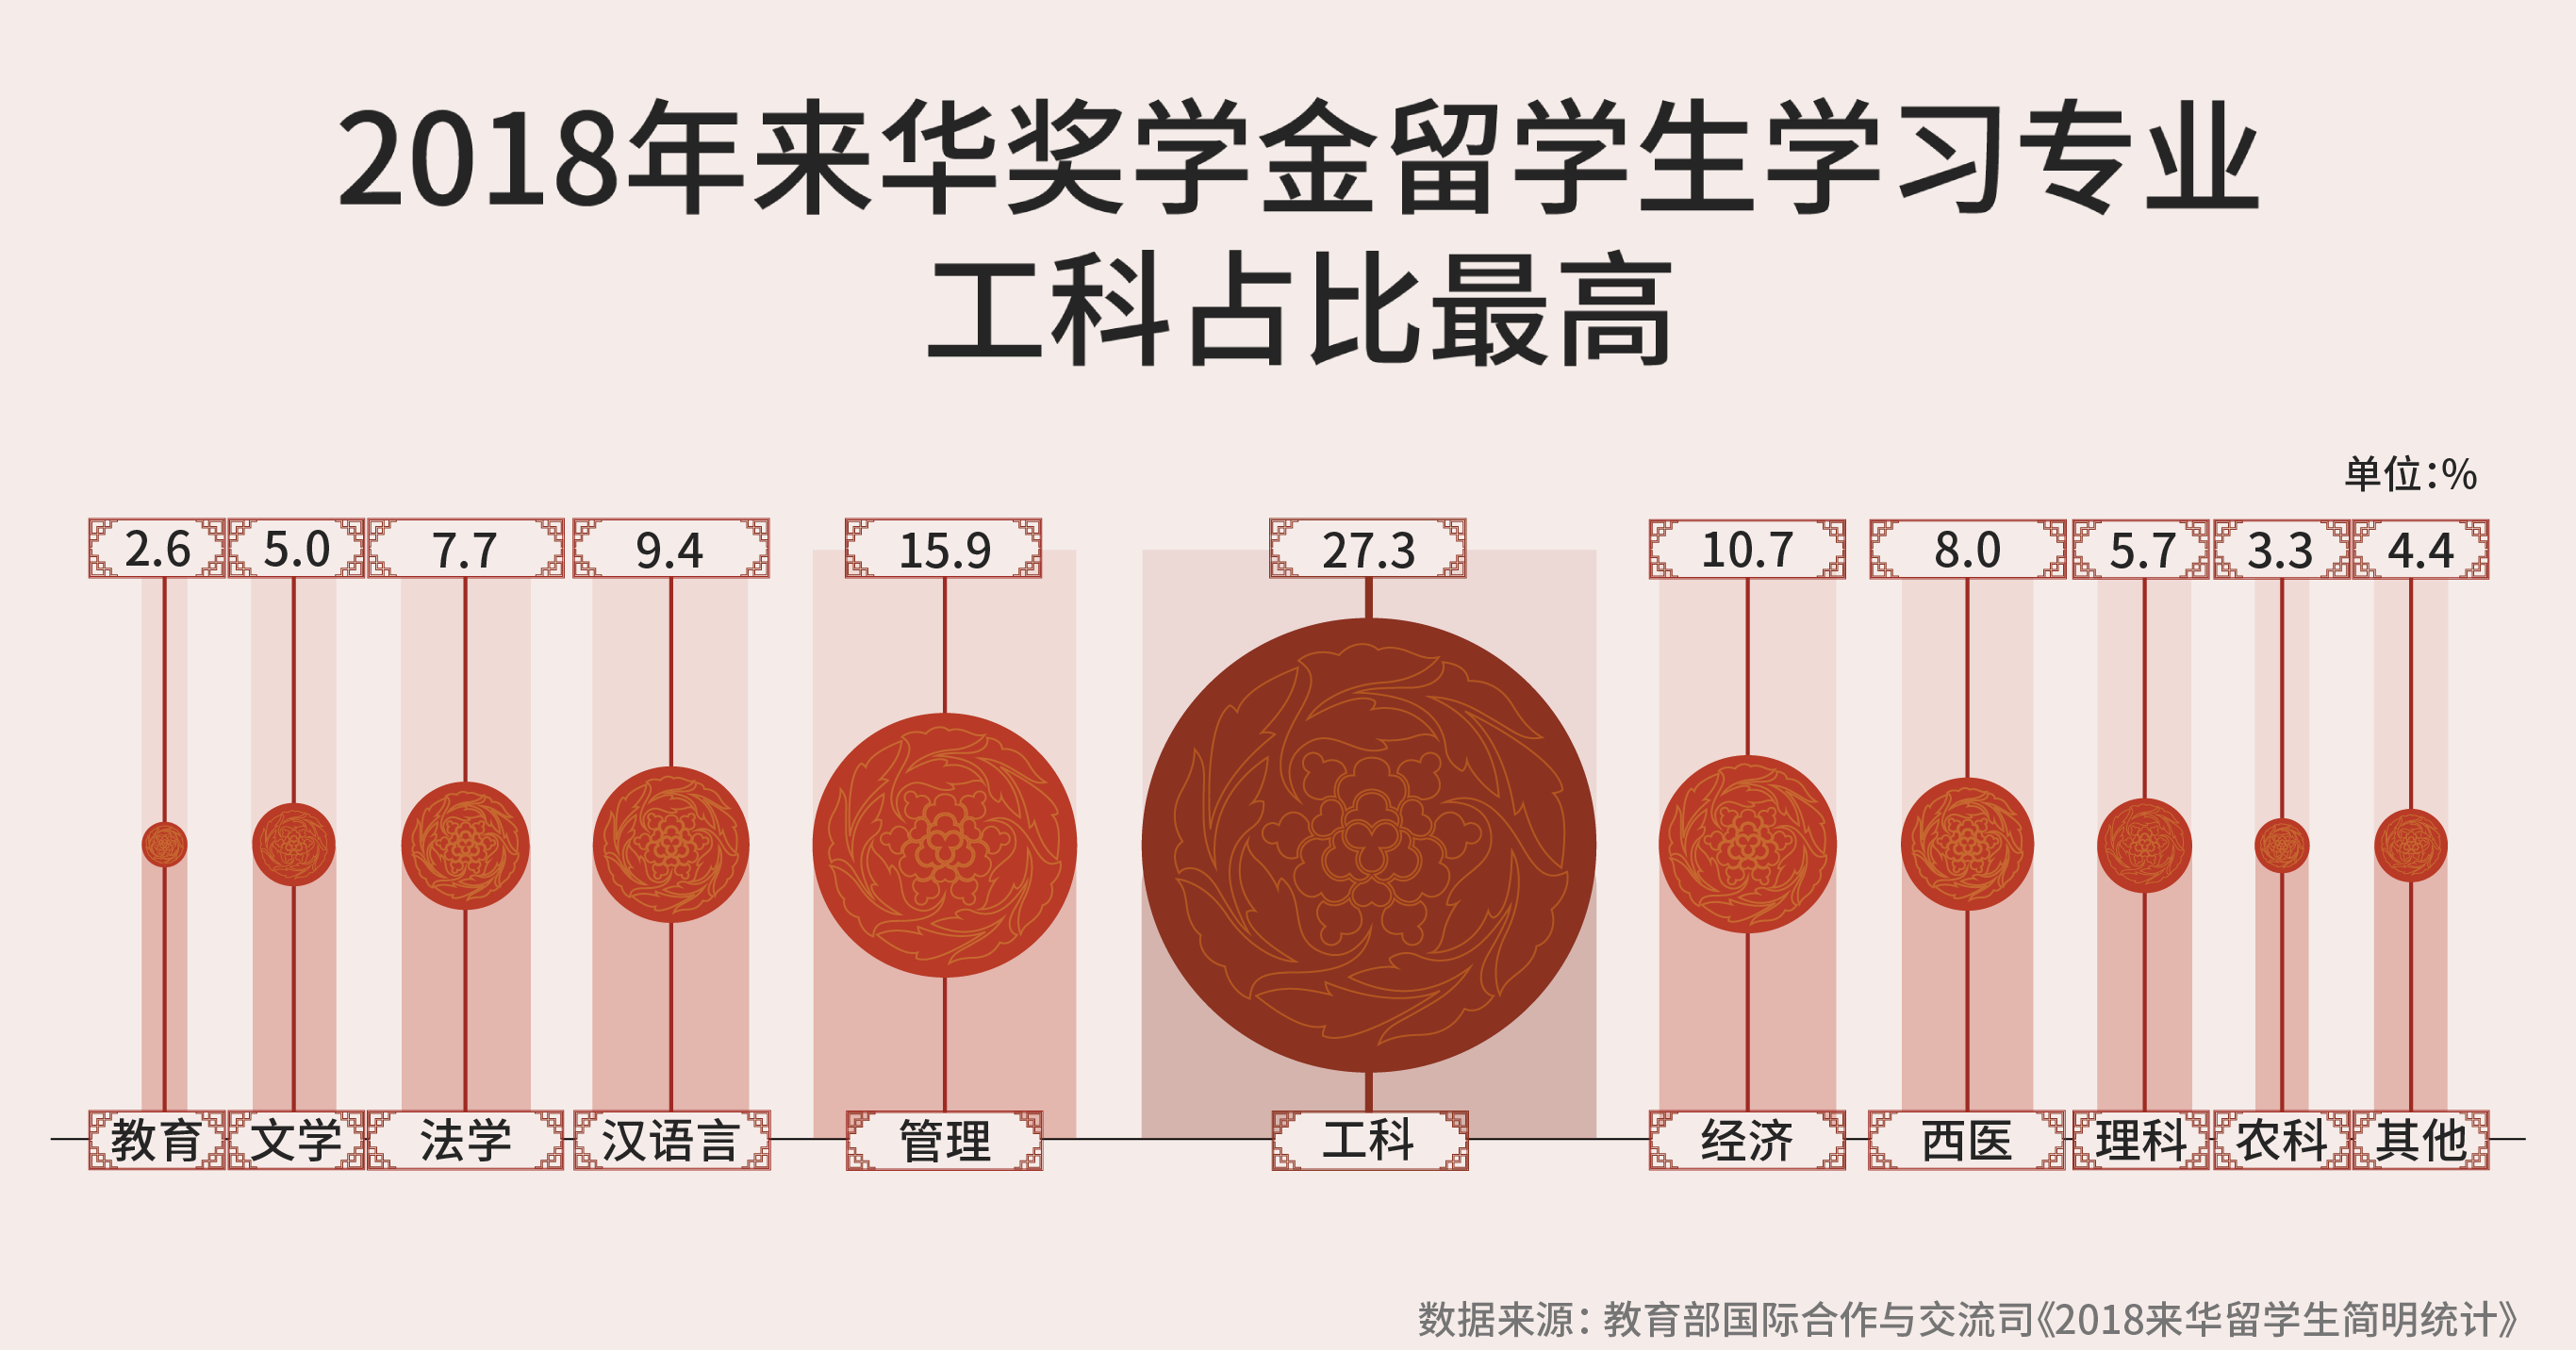 2018年来华奖学金留学生学习专业
工科占比最高
单位：%
2.6 5.0 7.7 9.4 15.9 27.3 10.7 8.0 5.7 3.3 4.4
教育 文学 法学 汉语言 管理 工科 经济 西医 理科 农科 其他
数据来源：教育部国际合作与交流司《2018来华留学生简明统计》